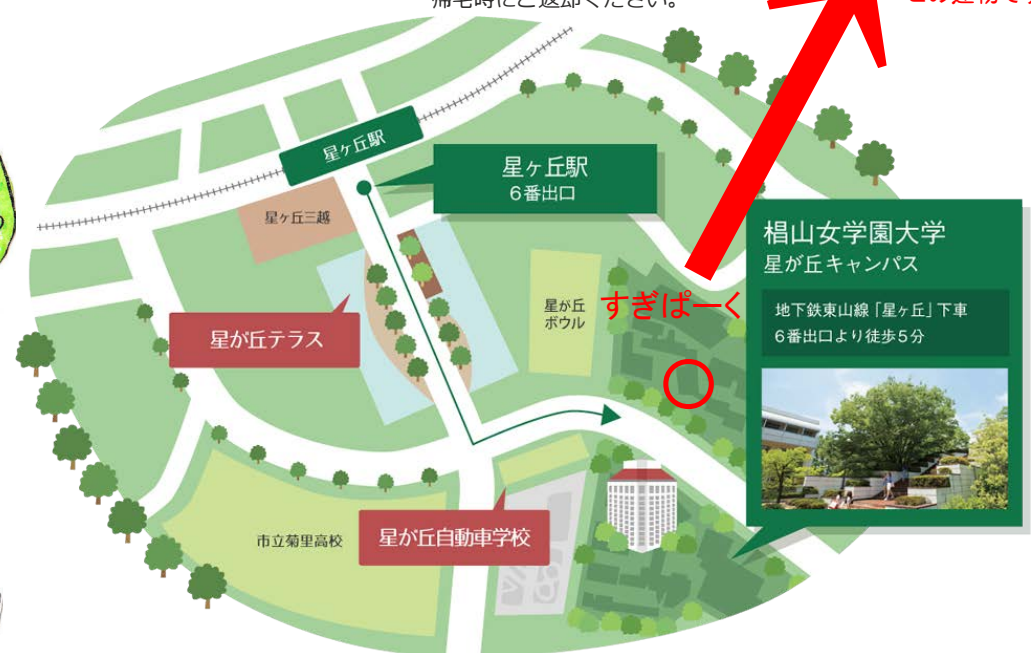 帰宅時にご返却ください。
この建物です
星ヶ丘駅
星ヶ丘駅
6番出口
星ヶ丘三越
椙山女学園大学
星が丘キャンパス
地下鉄東山線「星ヶ丘」下車
6番出口より徒歩5分
星が丘
ボウル
すぎぱーく
星が丘テラス
市立菊里高校
星が丘自動車学校